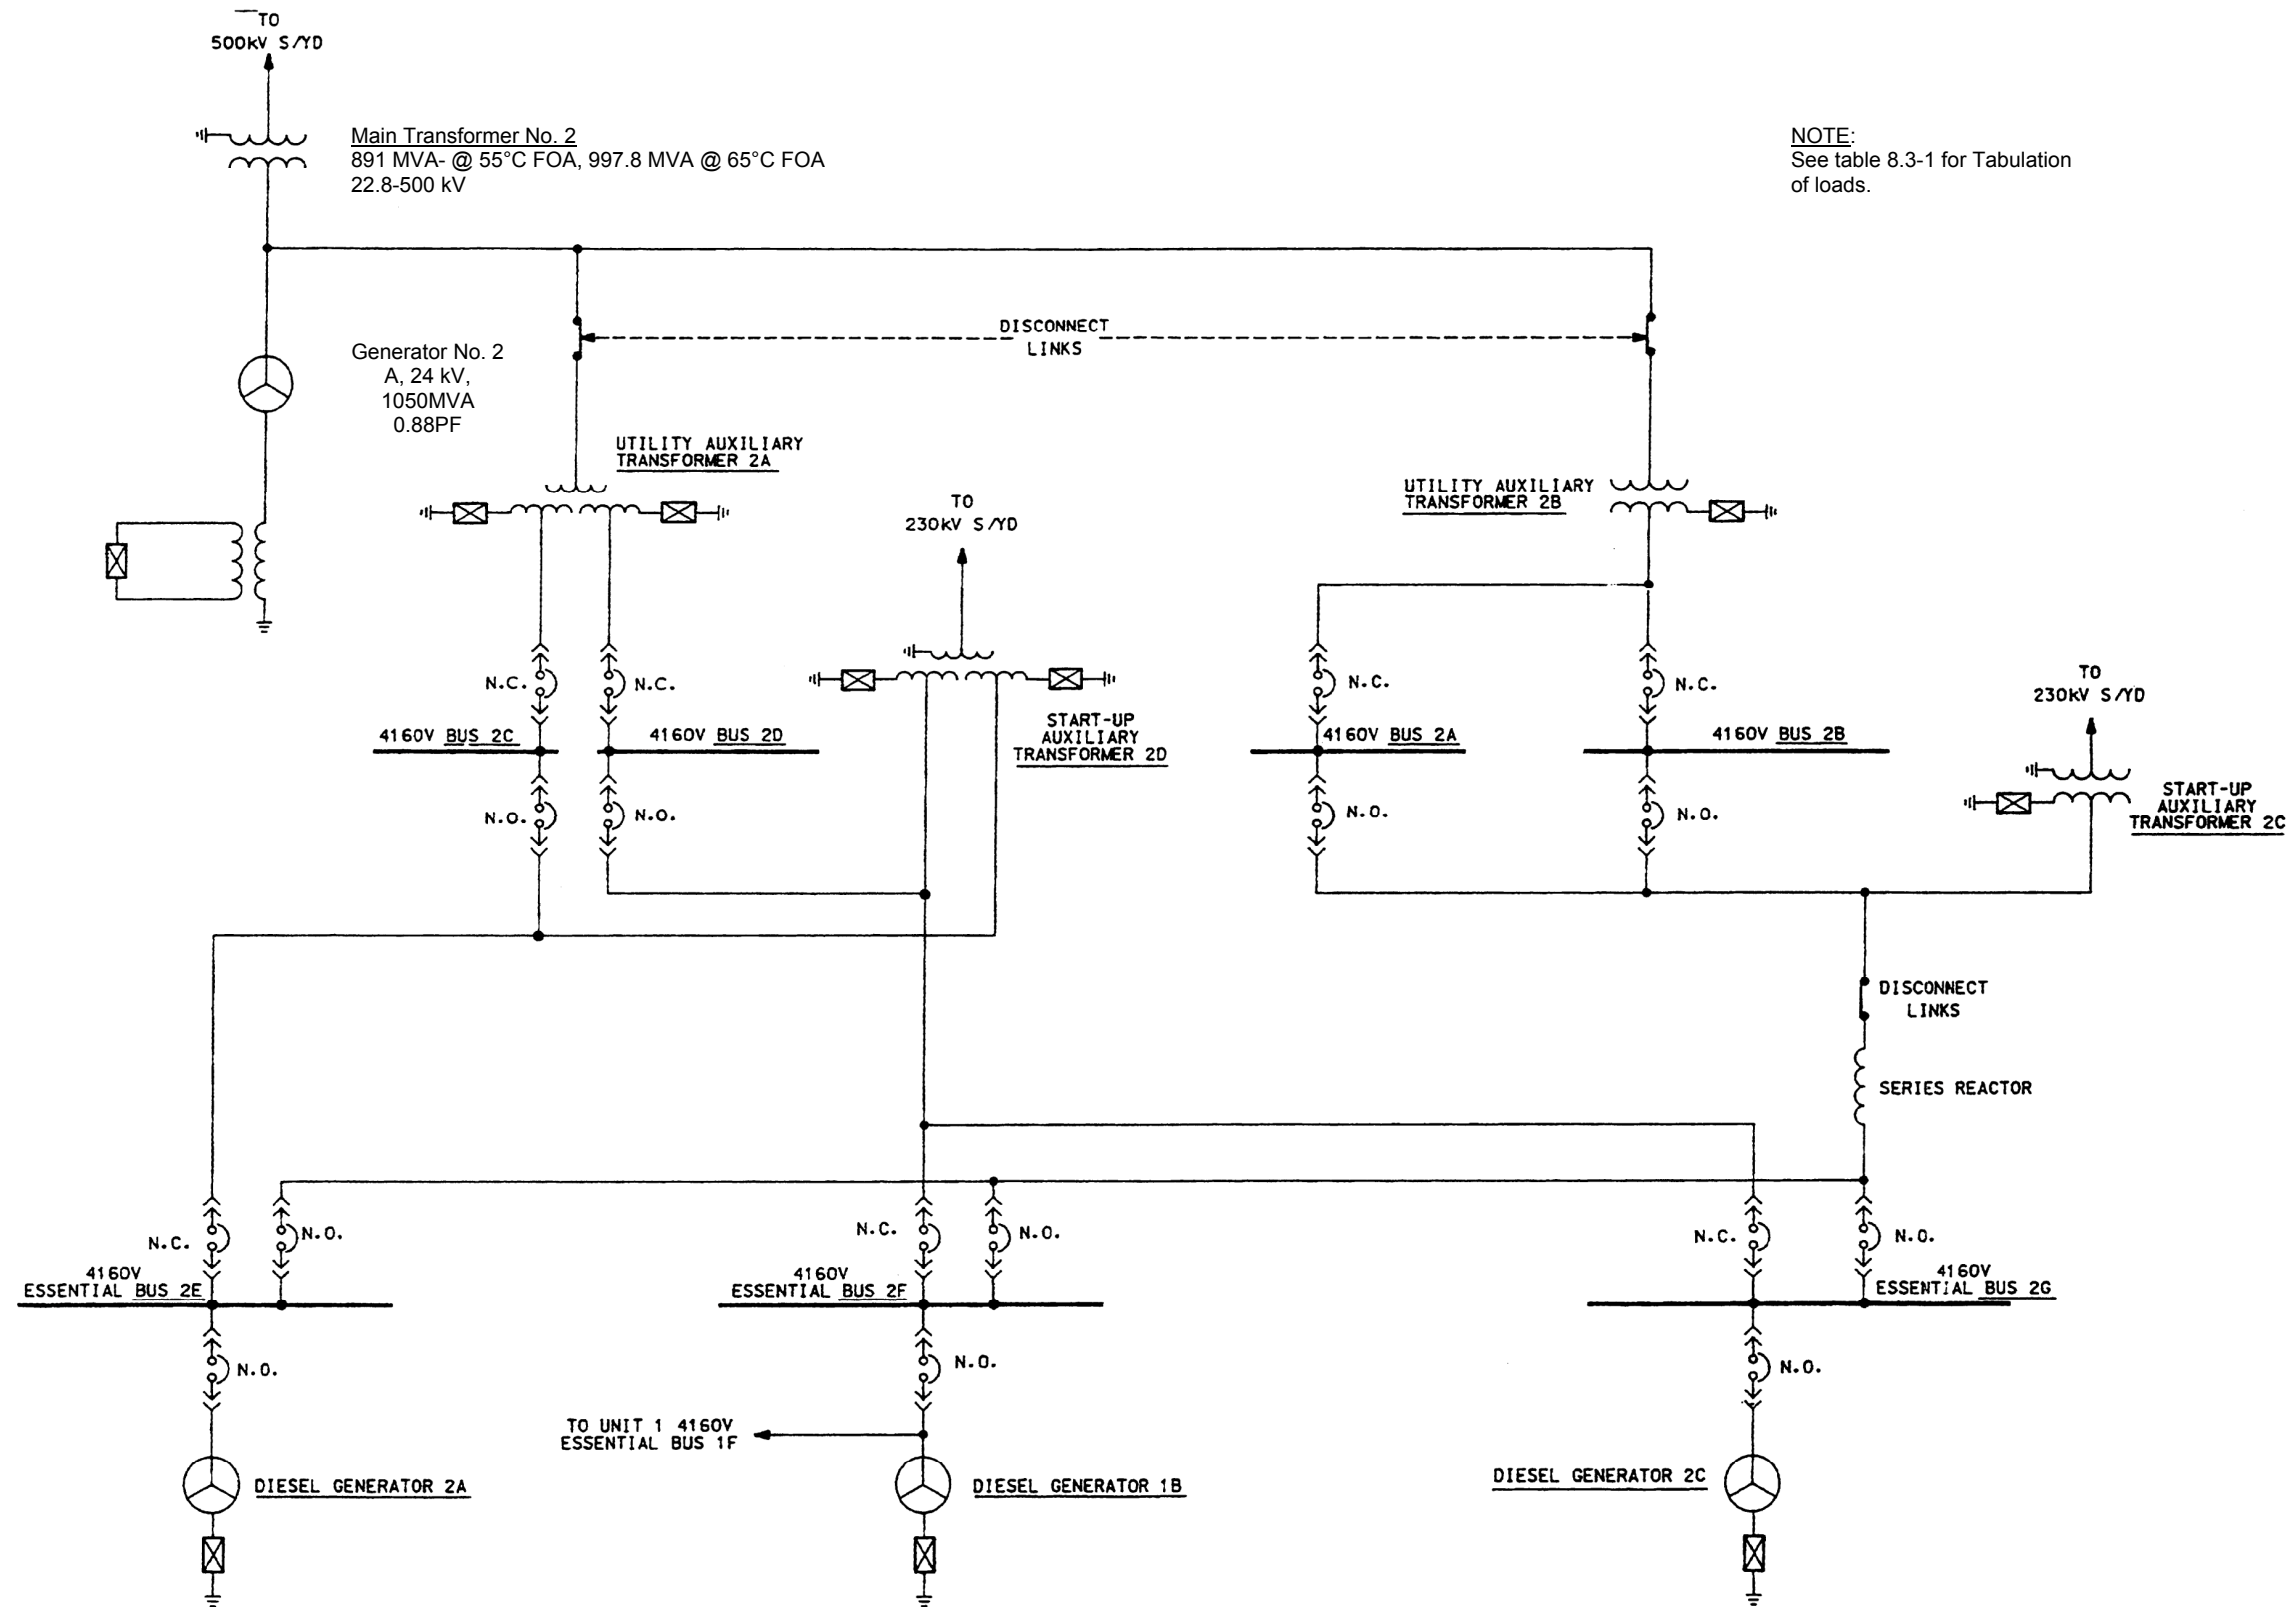 TO
500kV S/YD
Main Transformer No. 2
891 MVA- @ 55°C FOA, 997.8 MVA @ 65°C FOA
22.8-500 kV
NOTE:
See table 8.3-1 for Tabulation
of loads.
DISCONNECT
LINKS
Generator No. 2
A, 24 kV,
1050MVA
0.88PF
UTILITY AUXILIARY
TRANSFORMER 2A
TO
230kV S/YD
UTILITY AUXILIARY
TRANSFORMER 2B
N.C.
N.C.
N.C.
N.C.
TO
230kV S/YD
START-UP
AUXILIARY
TRANSFORMER 2D
4160V BUS 2C
4160V BUS 2D
4160V BUS 2A
4160V BUS 2B
START-UP
AUXILIARY
TRANSFORMER 2C
N.O.
N.O.
N.O.
N.O.
DISCONNECT
LINKS
SERIES REACTOR
N.C.
N.O.
N.C.
N.O.
N.C.
N.O.
4160V
ESSENTIAL BUS 2E
4160V
ESSENTIAL BUS 2F
4160V
ESSENTIAL BUS 2G
N.O.
N.O.
N.O.
TO UNIT 1 4160V
ESSENTIAL BUS 1F
DIESEL GENERATOR 2A
DIESEL GENERATOR 1B
DIESEL GENERATOR 2C